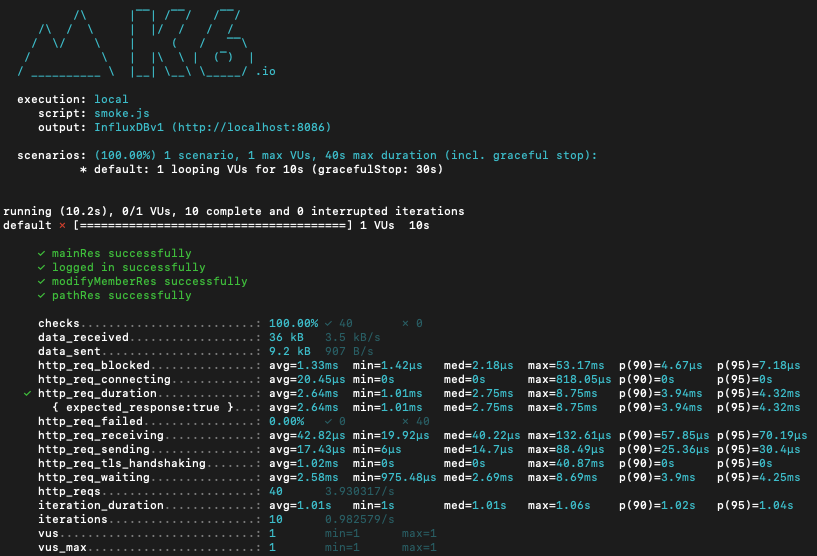 .io
execution: local
script: smoke.js
output: InfluxDBv1 (http://localhost:8086)
scenarios: (100.00%) 1 scenario, 1 max VUs, 40s max duration (incl. graceful stop):
* default: 1 looping VUs for 10s (gracefulStop: 30s)
running (10.2s), 0/1 VUs, 10 complete and 0 interrupted iterations
default ✗ [======================================] 1 VUs  10s
✓ mainRes successfully
✓ logged in successfully
✓ modifyMemberRes successfully
✓ pathRes successfully
checks.........................: 100.00% ✓ 40       ✗ 0
data_received..................: 36 kB   3.5 kB/s
data_sent......................: 9.2 kB  907 B/s
http_req_blocked...............: avg=1.33ms  min=1.42µs   med=2.18µs  max=53.17ms  p(90)=4.67µs  p(95)=7.18µs
http_req_connecting............: avg=20.45µs min=0s       med=0s      max=818.05µs p(90)=0s      p(95)=0s
✓ http_req_duration..............: avg=2.64ms  min=1.01ms   med=2.75ms  max=8.75ms   p(90)=3.94ms  p(95)=4.32ms
{ expected_response:true }...: avg=2.64ms  min=1.01ms   med=2.75ms  max=8.75ms   p(90)=3.94ms  p(95)=4.32ms
http_req_failed................: 0.00%   ✓ 0        ✗ 40
http_req_receiving.............: avg=42.82µs min=19.92µs  med=40.22µs max=132.61µs p(90)=57.85µs p(95)=70.19µs
http_req_sending...............: avg=17.43µs min=6µs      med=14.7µs  max=88.49µs  p(90)=25.36µs p(95)=30.4µs
http_req_tls_handshaking.......: avg=1.02ms  min=0s       med=0s      max=40.87ms  p(90)=0s      p(95)=0s
http_req_waiting...............: avg=2.58ms  min=975.48µs med=2.69ms  max=8.69ms   p(90)=3.9ms   p(95)=4.25ms
http_reqs......................: 40      3.930317/s
iteration_duration.............: avg=1.01s   min=1s       med=1.01s   max=1.06s    p(90)=1.02s   p(95)=1.04s
iterations.....................: 10      0.982579/s
vus............................: 1       min=1      max=1
vus_max........................: 1       min=1      max=1